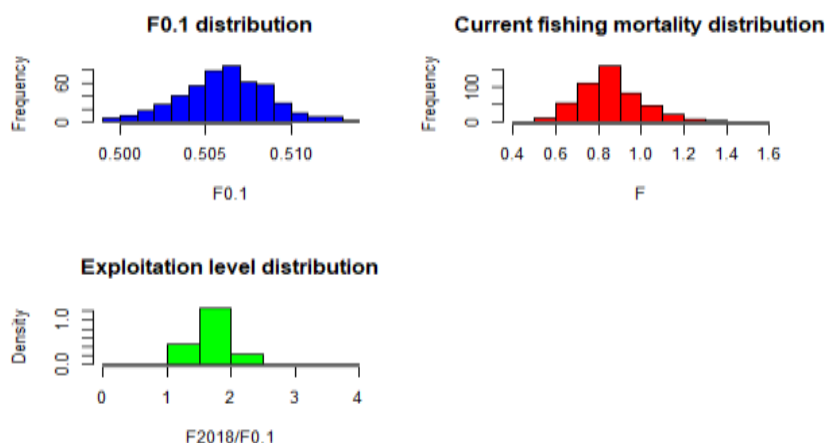 F0.1 distribution
Frequency
60
0
0.500 0.505 0.510
F0.1
Current fishing mortality distribution
Frequency
100
0
0.4 0.6 0.8 1.0 1.2 1.4 1.6
F
Exploitation level distribution
Density
1.0
0.0
0 1 2 3 4
F2018/F0.1